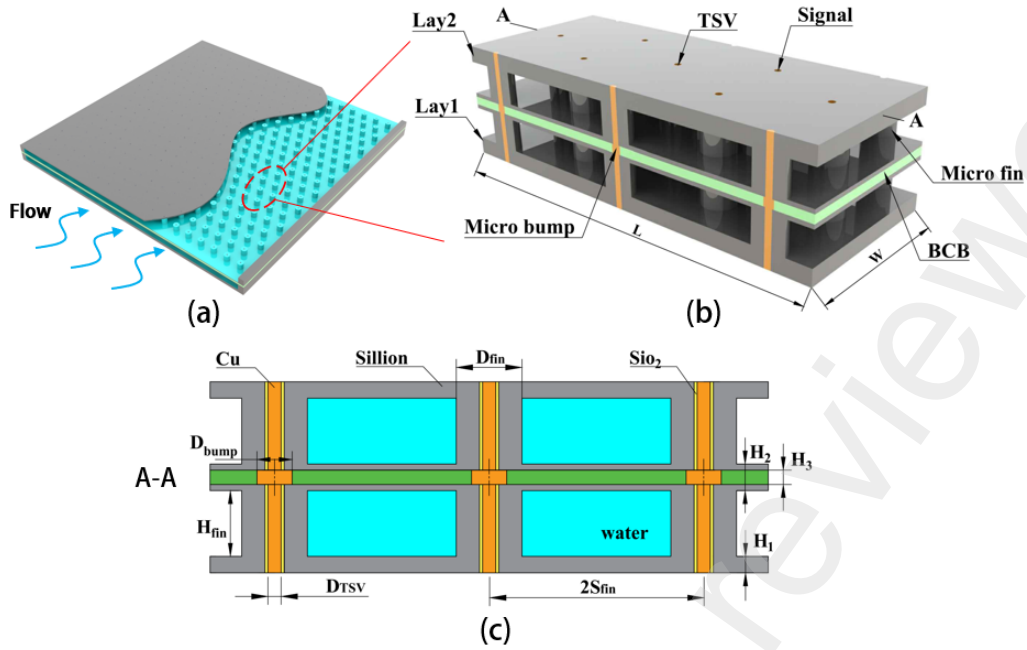 Flow
(a)
A
Lay2
TSV
Signal
Lay1
A
Micro fin
Micro bump
L
W
BCB
(b)
Cu
Sillion
Dfin
Sio2
Dbump
A-A
H2
H3
Hfin
water
H1
DTSV
2Sfin
(c)
review